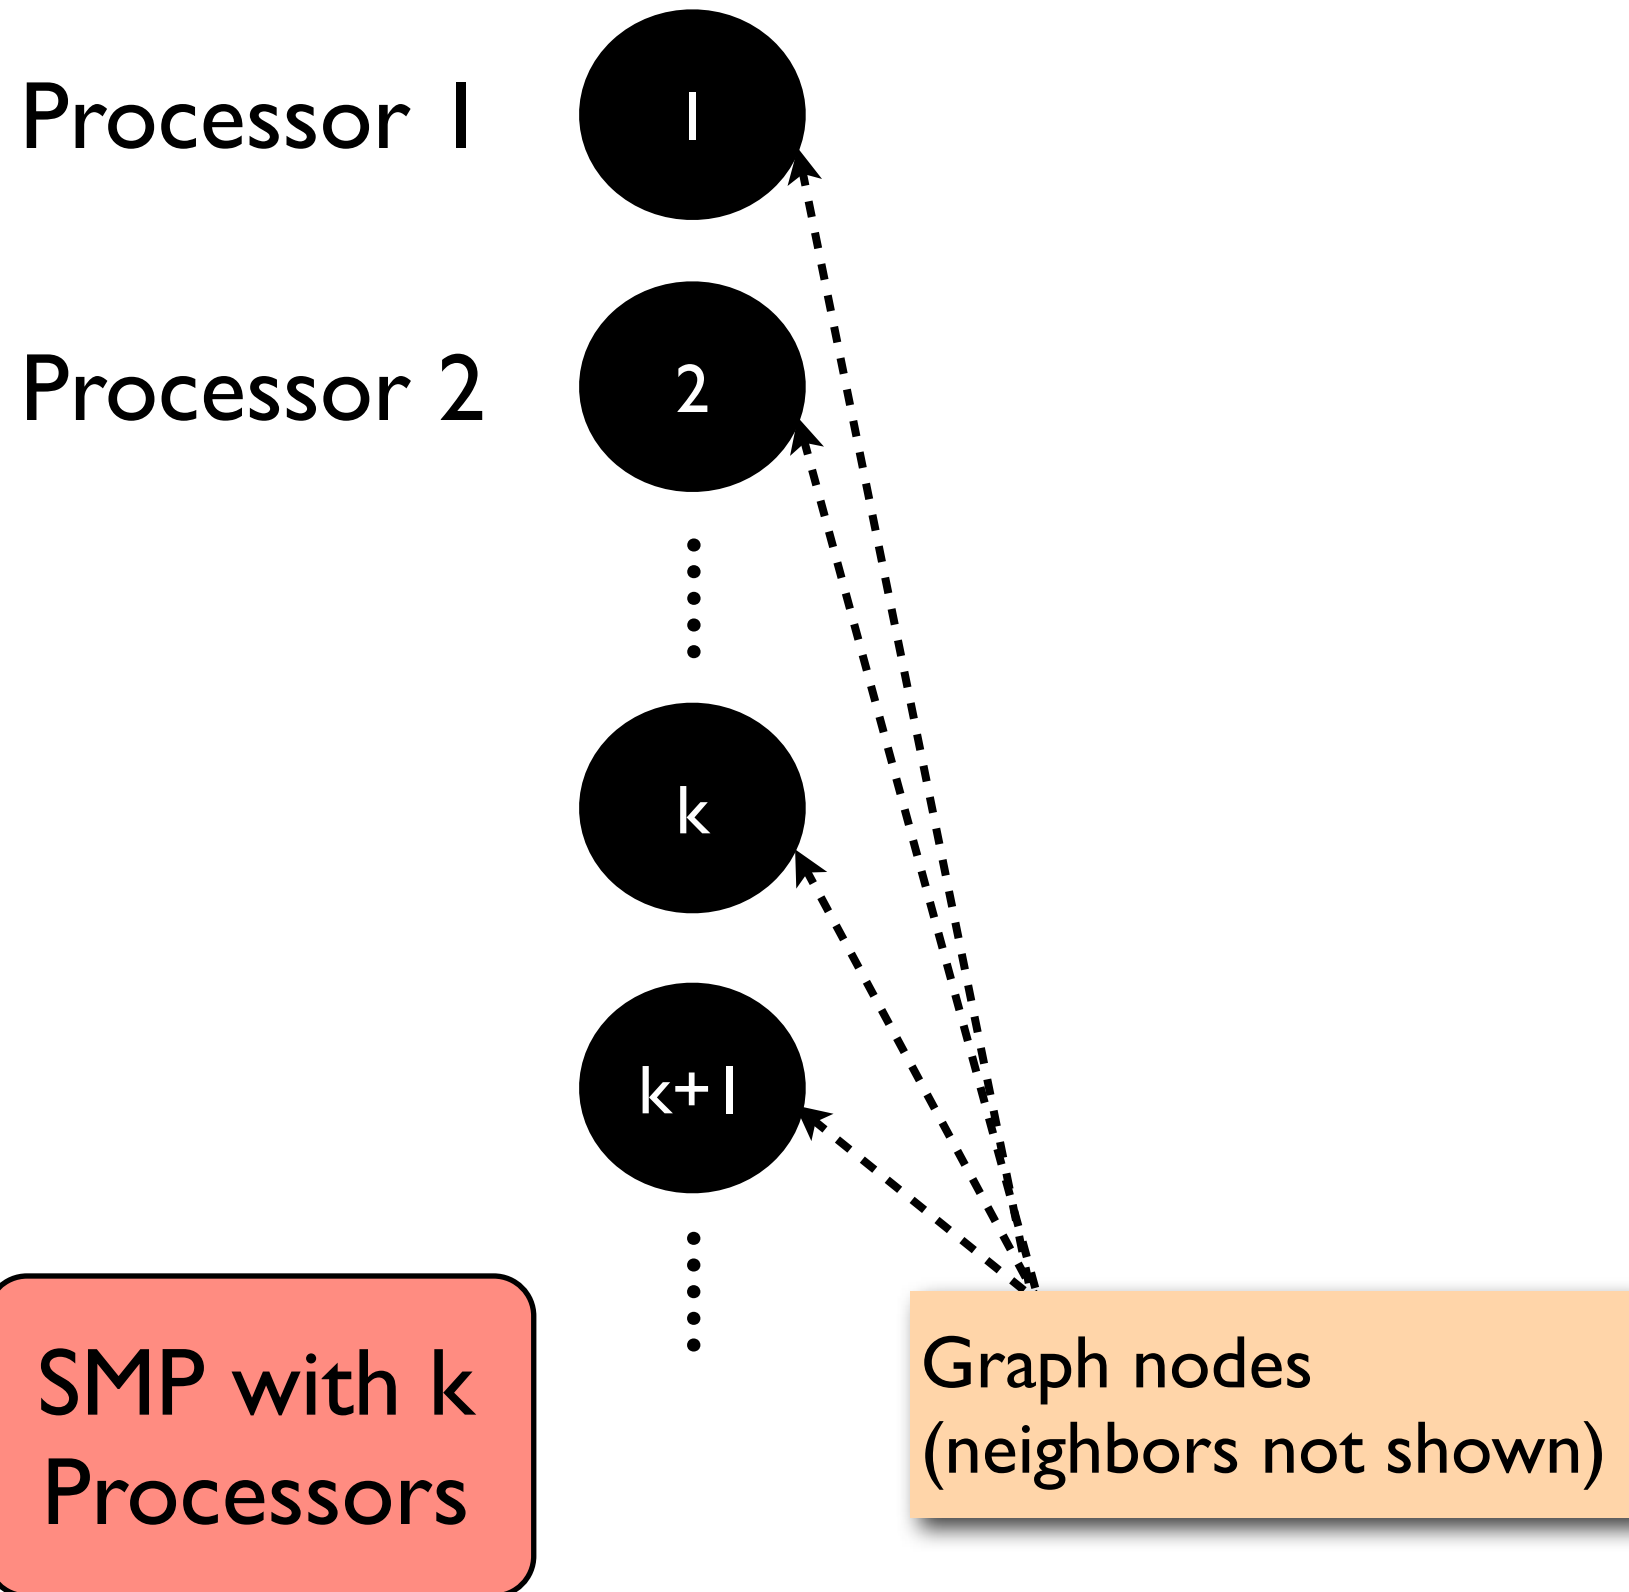 Processor 1
1
Processor 2
2
k
k+1
SMP with k
Processors
Graph nodes
(neighbors not shown)